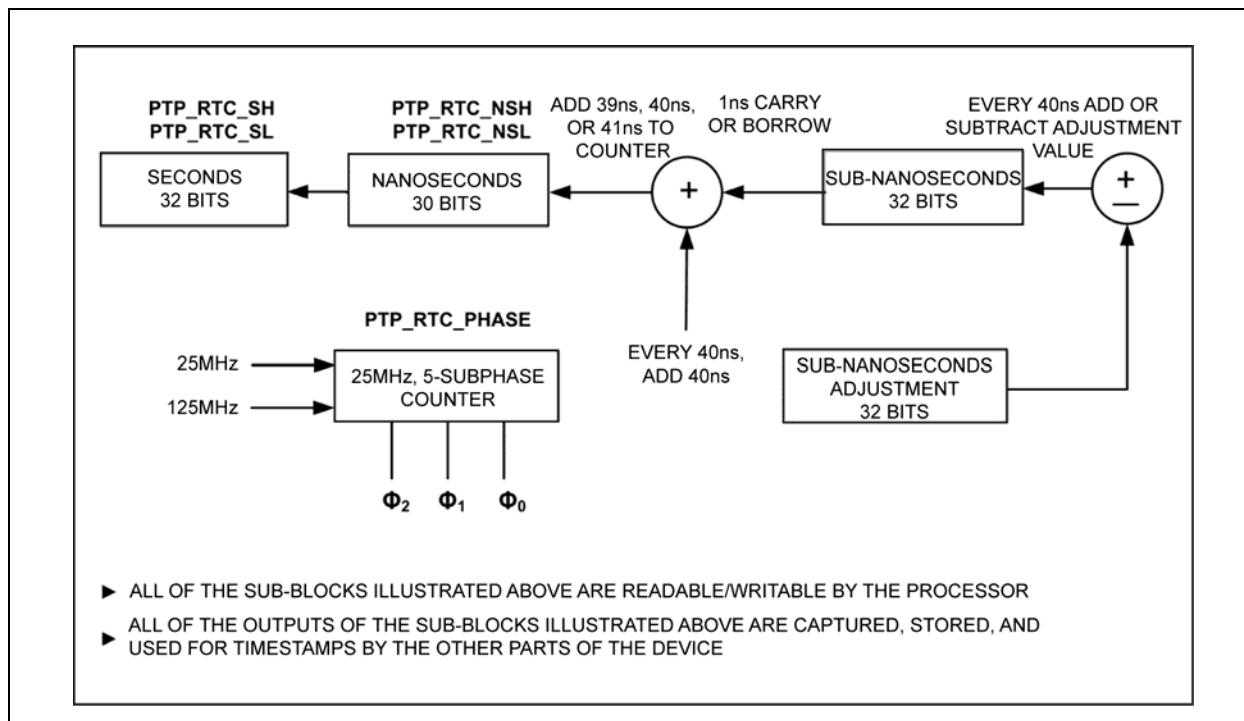 PTP_RTC_SH
PTP_RTC_SL
SECONDS
32 BITS
PTP_RTC_NSH
PTP_RTC_NSL
NANOSECONDS
30 BITS
ADD 39ns, 40ns,
OR 41ns TO
COUNTER
+
1ns CARRY
OR BORROW
SUB-NANOSECONDS
32 BITS
EVERY 40ns ADD OR
SUBTRACT ADJUSTMENT
VALUE
+
—
PTP_RTC_PHASE
25MHz
125MHz
25MHz, 5-SUBPHASE
COUNTER
Φ2 Φ1 Φ0
EVERY 40ns,
ADD 40ns
SUB-NANOSECONDS
ADJUSTMENT
32 BITS
► ALL OF THE SUB-BLOCKS ILLUSTRATED ABOVE ARE READABLE/WRITABLE BY THE PROCESSOR
► ALL OF THE OUTPUTS OF THE SUB-BLOCKS ILLUSTRATED ABOVE ARE CAPTURED, STORED, AND
USED FOR TIMESTAMPS BY THE OTHER PARTS OF THE DEVICE